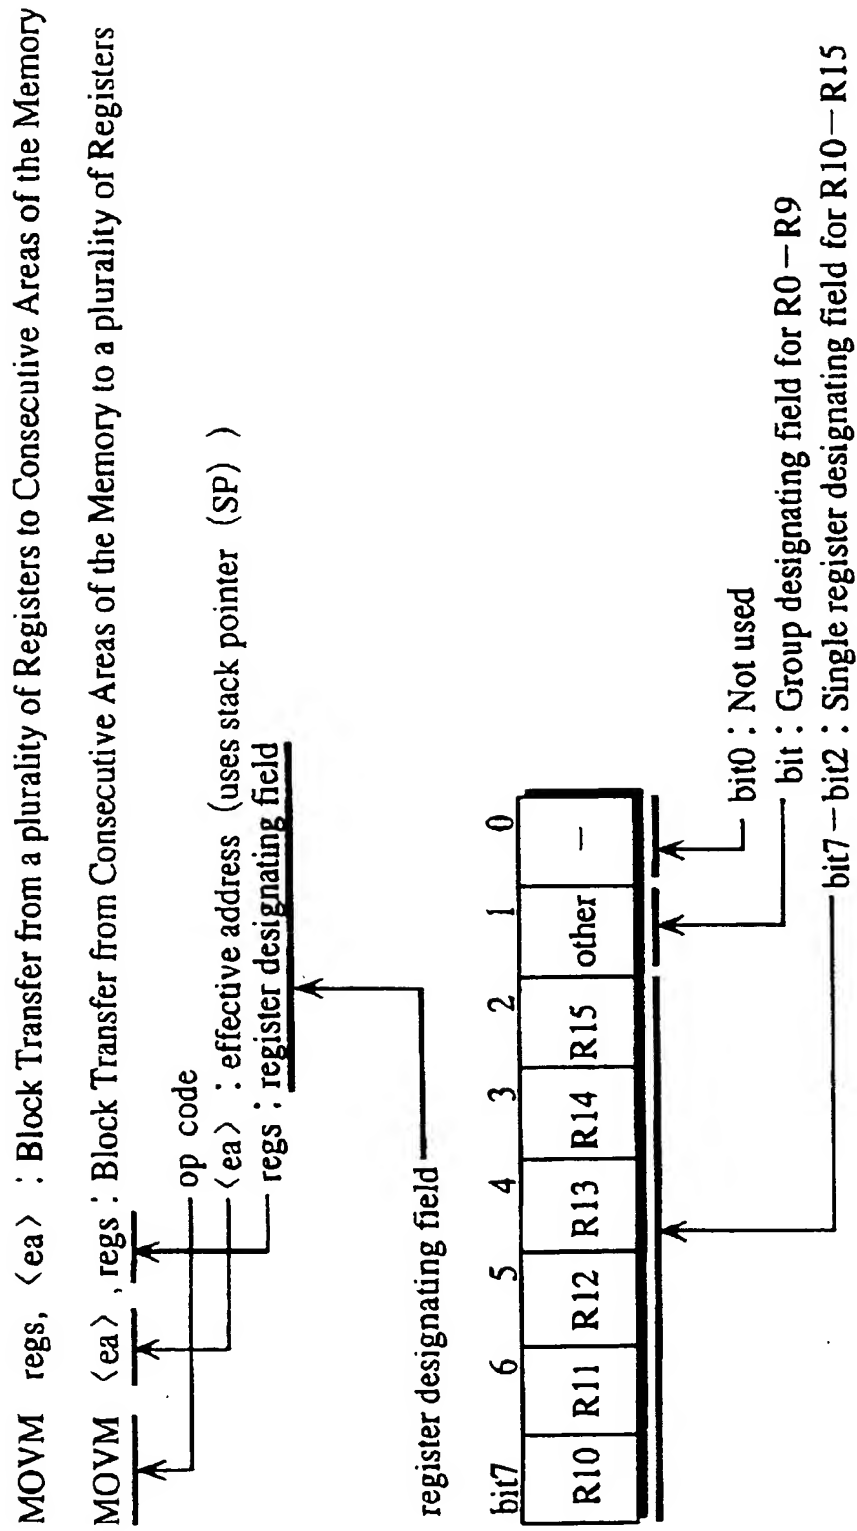 MOVM regs, 〈ea〉 : Block Transfer from a plurality of Registers to Consecutive Areas of the Memory
MOVM 〈ea〉, regs : Block Transfer from Consecutive Areas of the Memory to a plurality of Registers
op code
〈ea〉 : effective address (uses stack pointer (SP) )
regs : register designating field
register designating field
bit7 6 5 4 3 2 1 0
R10 R11 R12 R13 R14 R15 other —
bit0 : Not used
bit : Group designating field for R0—R9
bit7—bit2 : Single register designating field for R10—R15